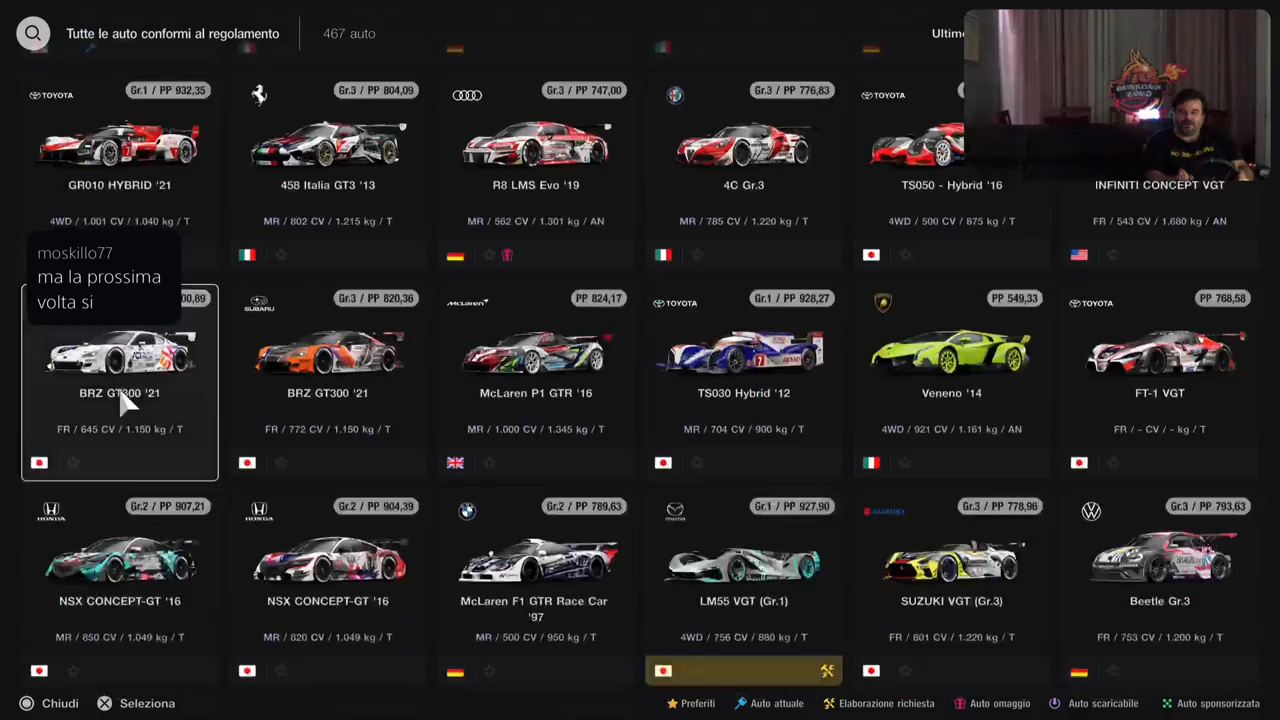 Tutte le auto conformi al regolamento
467 auto
Ultime
TOYOTA
Gr.1 / PP 932,35
GR010 HYBRID '21
4WD / 1.001 CV / 1.040 kg / T
Gr.3 / PP 804,09
458 Italia GT3 '13
MR / 802 CV / 1.215 kg / T
Gr.3 / PP 747,00
R8 LMS Evo '19
MR / 562 CV / 1.301 kg / AN
Gr.3 / PP 776,83
4C Gr.3
MR / 785 CV / 1.220 kg / T
TOYOTA
TS050 - Hybrid '16
4WD / 500 CV / 875 kg / T
INFINITI CONCEPT VGT
FR / 543 CV / 1.680 kg / AN
moskillo77
ma la prossima
volta si
00,89
BRZ GT300 '21
FR / 645 CV / 1.150 kg / T
SUBARU
Gr.3 / PP 820,36
BRZ GT300 '21
FR / 772 CV / 1.150 kg / T
McLaren
PP 824,17
McLaren P1 GTR '16
MR / 1.000 CV / 1.345 kg / T
TOYOTA
Gr.1 / PP 928,27
TS030 Hybrid '12
MR / 704 CV / 900 kg / T
PP 549,33
Veneno '14
4WD / 921 CV / 1.161 kg / AN
TOYOTA
PP 768,58
FT-1 VGT
FR / - CV / - kg / T
HONDA
Gr.2 / PP 907,21
NSX CONCEPT-GT '16
MR / 850 CV / 1.049 kg / T
HONDA
Gr.2 / PP 904,39
NSX CONCEPT-GT '16
MR / 820 CV / 1.049 kg / T
Gr.2 / PP 789,63
McLaren F1 GTR Race Car
'97
MR / 500 CV / 950 kg / T
mazda
Gr.1 / PP 927,90
LM55 VGT (Gr.1)
4WD / 756 CV / 880 kg / T
SUZUKI
Gr.3 / PP 778,96
SUZUKI VGT (Gr.3)
FR / 601 CV / 1.220 kg / T
Gr.3 / PP 793,63
Beetle Gr.3
FR / 753 CV / 1.200 kg / T
Chiudi
Seleziona
Preferiti
Auto attuale
Elaborazione richiesta
Auto omaggio
Auto scaricabile
Auto sponsorizzata